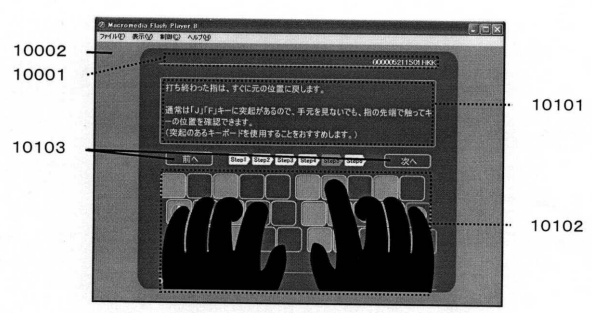 Macromedia Flash Player 8
ファイル(F) 表示(V) 制御(C) ヘルプ(H)
10002
10001
000005211501HKK
打ち終わった指は、すぐに元の位置に戻します。
通常は「J」「F」キーに突起があるので、手元を見ないでも、指の先端で触ってキ
ーの位置を確認できます。
(突起のあるキーボードを使用することをおすすめします。)
10101
10103
前へ Step1 Step2 Step3 Step4 Step5 Step6 次へ
10102